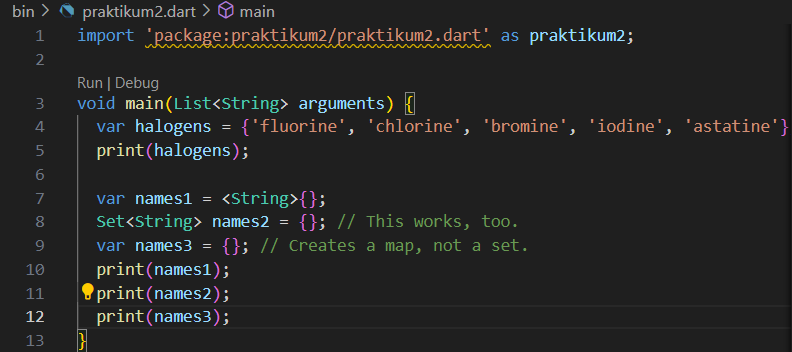 bin > praktikum2.dart > main
1 import 'package:praktikum2/praktikum2.dart' as praktikum2;
2
Run | Debug
3 void main(List<String> arguments) {
4 var halogens = {'fluorine', 'chlorine', 'bromine', 'iodine', 'astatine'}
5 print(halogens);
6
7 var names1 = <String>{};
8 Set<String> names2 = {}; // This works, too.
9 var names3 = {}; // Creates a map, not a set.
10 print(names1);
11 print(names2);
12 print(names3);
13 }